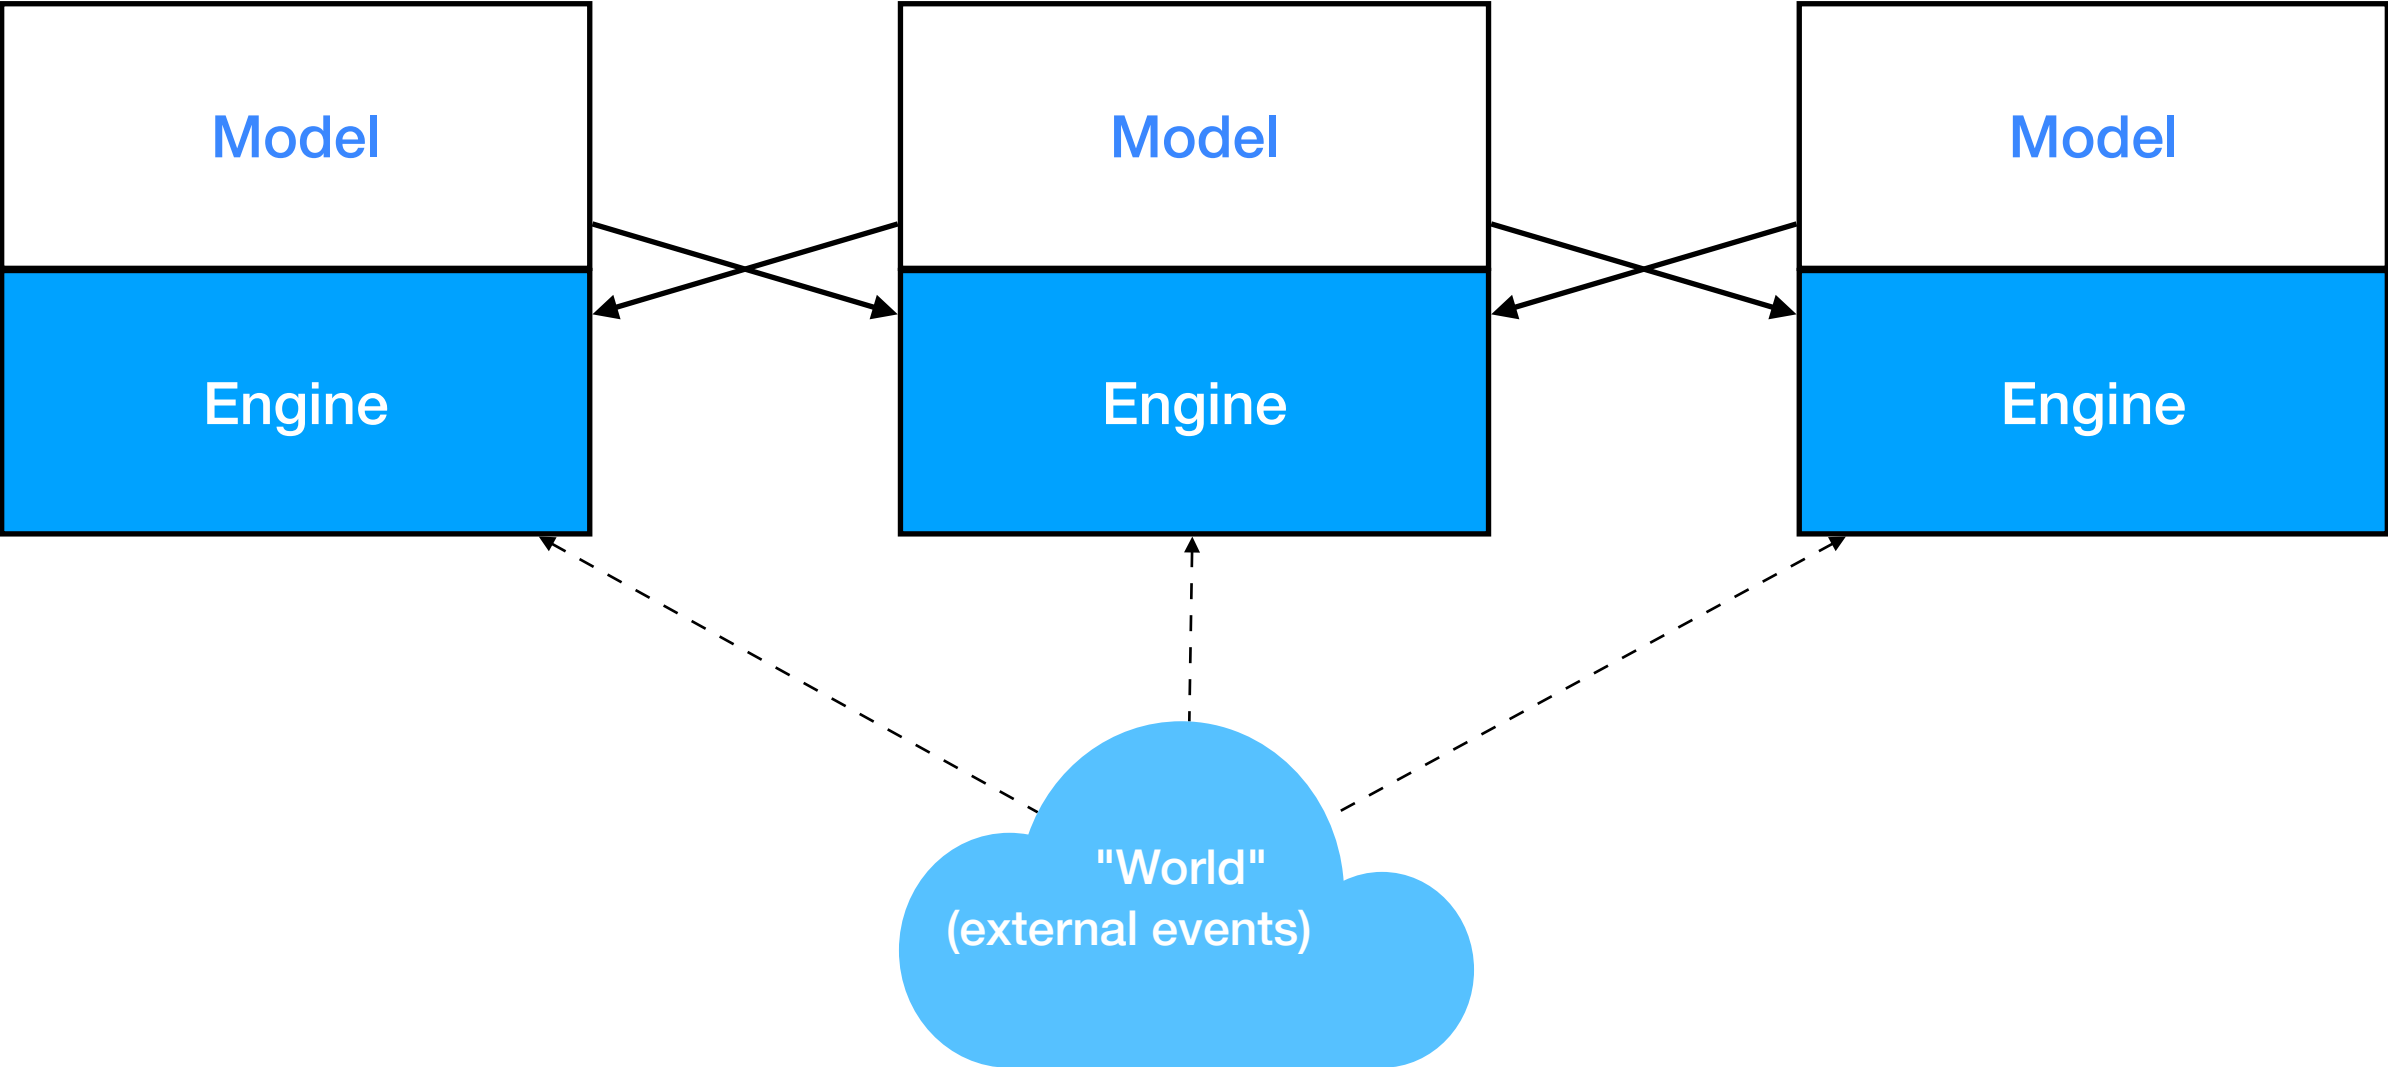 Model
Model
Model
Engine
Engine
Engine
"World"
(external events)